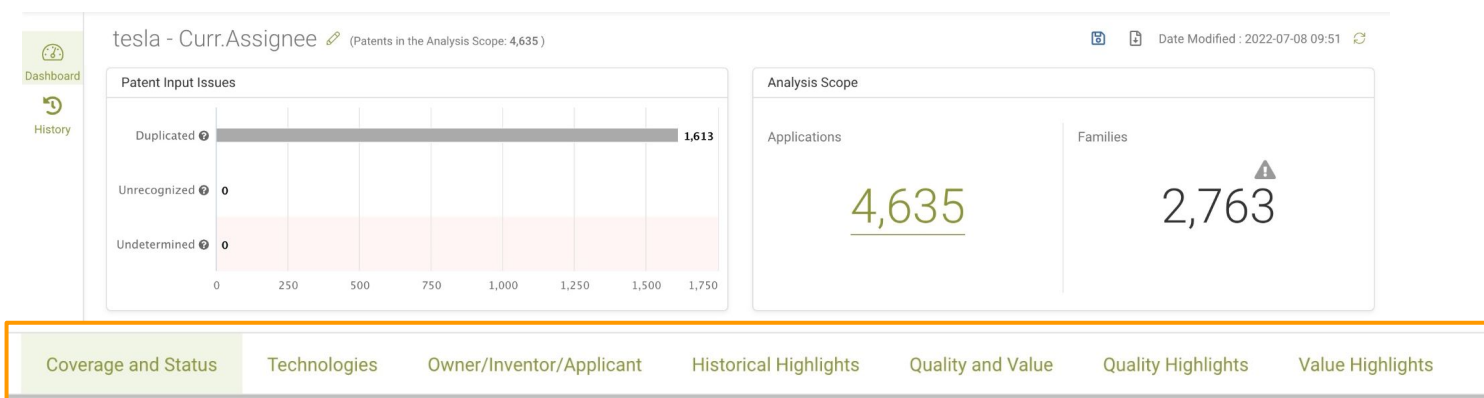 tesla - Curr.Assignee (Patents in the Analysis Scope: 4,635 )
Date Modified : 2022-07-08 09:51
Dashboard
History
Patent Input Issues
Duplicated 1,613
Unrecognized 0
Undetermined 0
0 250 500 750 1,000 1,250 1,500 1,750
Analysis Scope
Applications
4,635
Families
2,763
Coverage and Status Technologies Owner/Inventor/Applicant Historical Highlights Quality and Value Quality Highlights Value Highlights